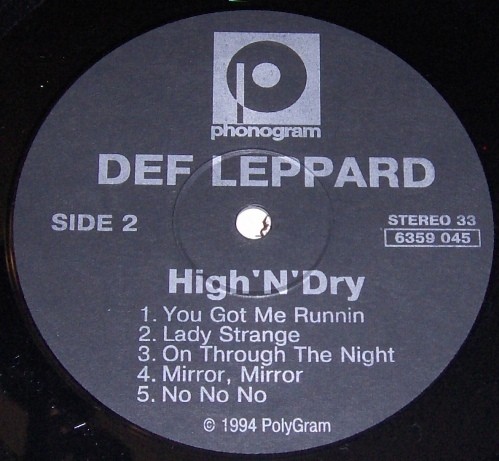 phonogram
DEF LEPPARD
SIDE 2
STEREO 33
6359 045
High'N'Dry
1. You Got Me Runnin
2. Lady Strange
3. On Through The Night
4. Mirror, Mirror
5. No No No
© 1994 PolyGram